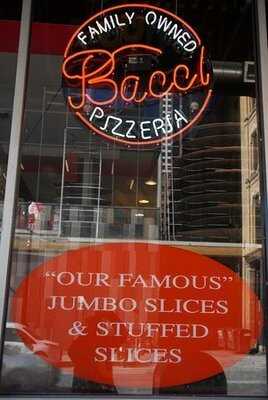 FAMILY OWNED
Bacci
PIZZERIA
"OUR FAMOUS"
JUMBO SLICES
& STUFFED
SLICES